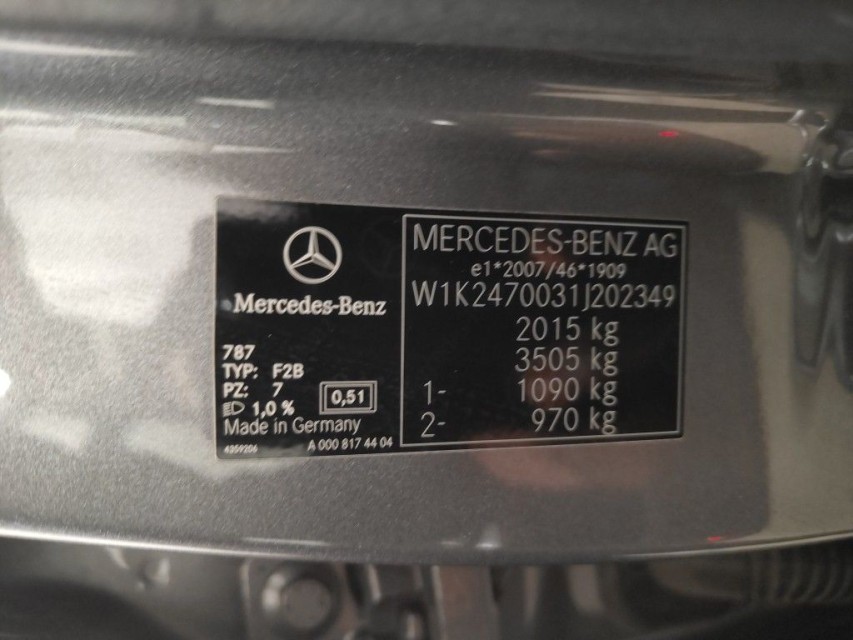 Mercedes-Benz
787
TYP: F2B
PZ: 7
1,0 %
0,51
Made in Germany
4359206
A 000 817 44 04
MERCEDES-BENZ AG
e1*2007/46*1909
W1K2470031J202349
2015 kg
3505 kg
1- 1090 kg
2- 970 kg